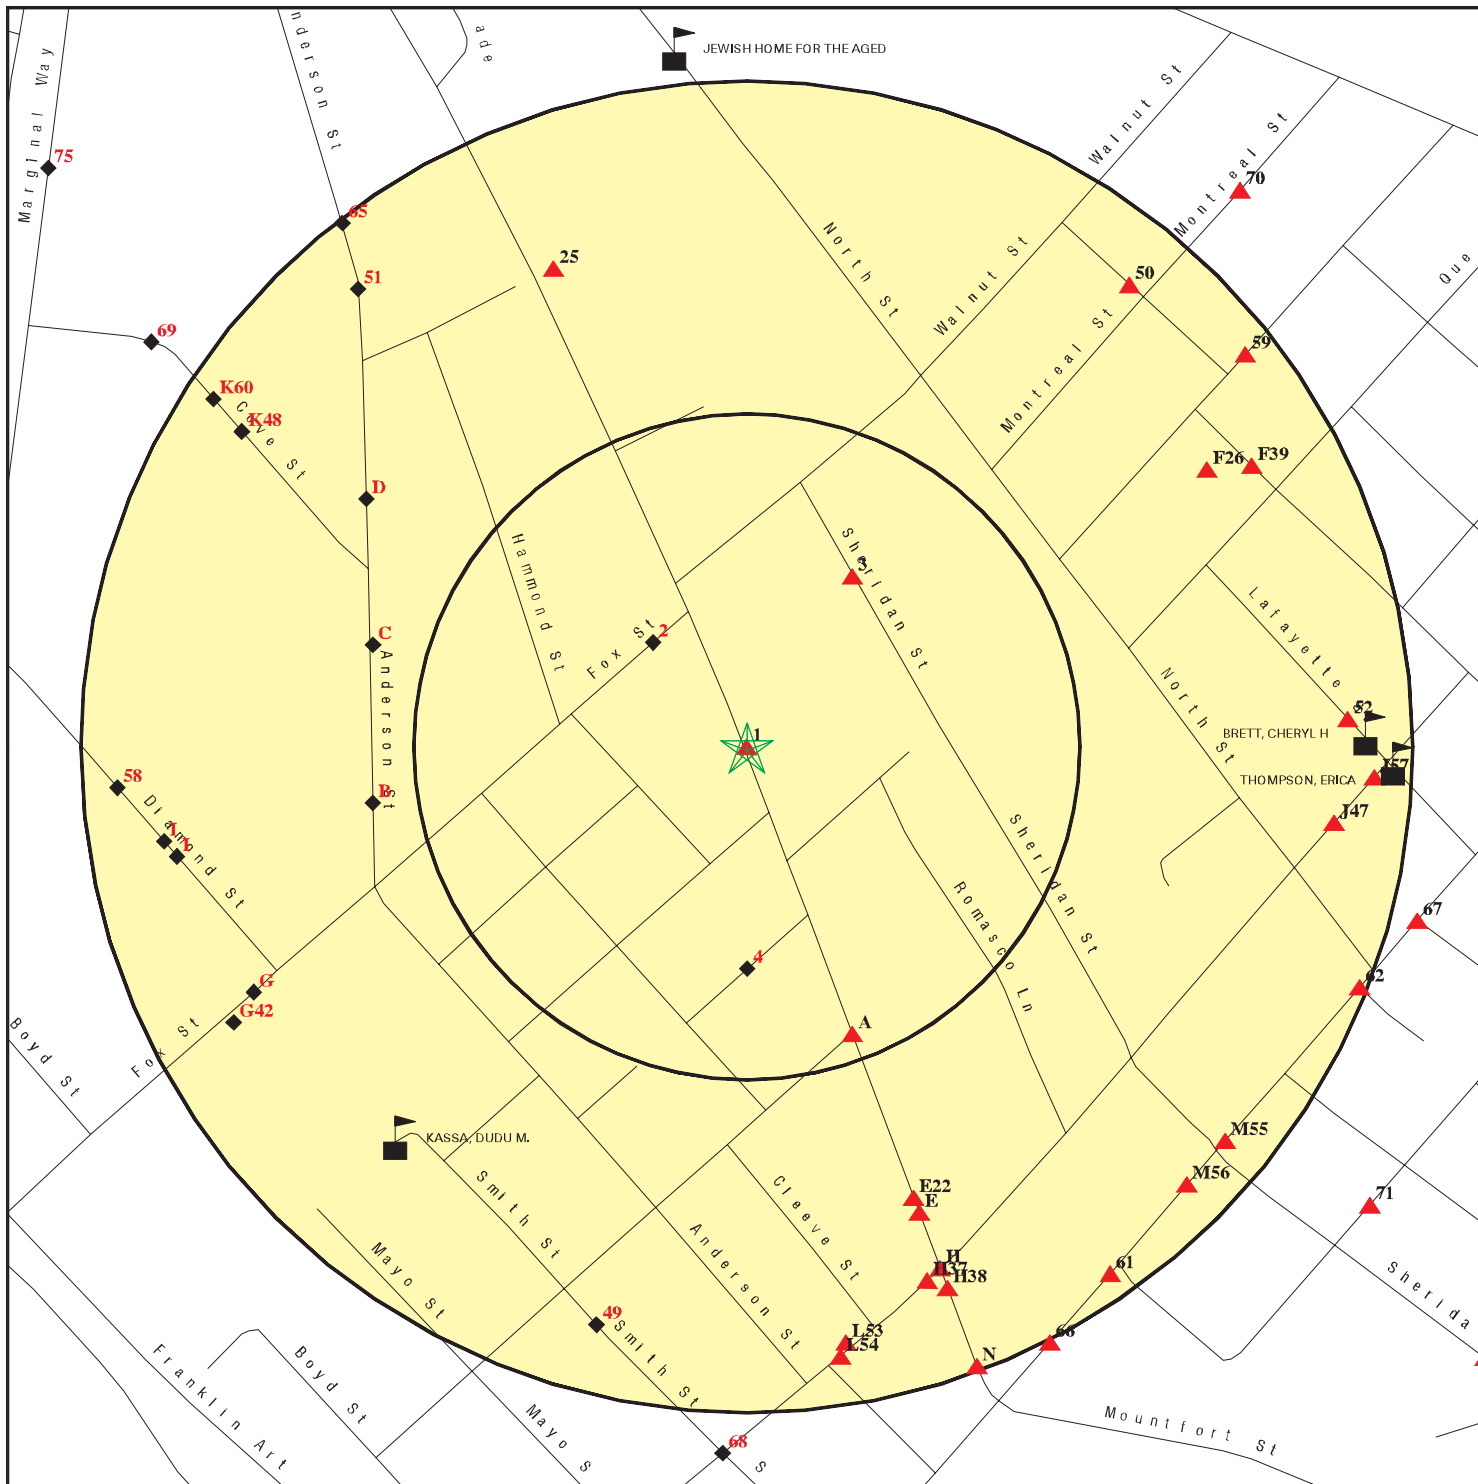 JEWISH HOME FOR THE AGED
nderson St
ade
Marginal Way
75
Walnut St
Montreal St
70
65
North St
51
25
Walnut St
50
Que
69
Montreal St
59
K60
K48
Cove St
F26
F39
D
Hammond St
Sheridan St
3
Lafayette
C
Fox St
2
Anderson St
North St
52
1
BRETT, CHERYL H
58
B
THOMPSON, ERICA
J57
J47
Diamond St
I
I
Sheridan St
Romasco Ln
67
4
G
62
G42
Fox St
Boyd St
A
KASSA, DUDU M.
M55
M56
Smith St
Cleeve St
E22
E
71
Anderson St
Mayo St
H
H37
H38
61
Sherida
49
Smith St
L53
L54
66
N
Franklin Art
Boyd St
Mayo S
68
S
Mountfort St